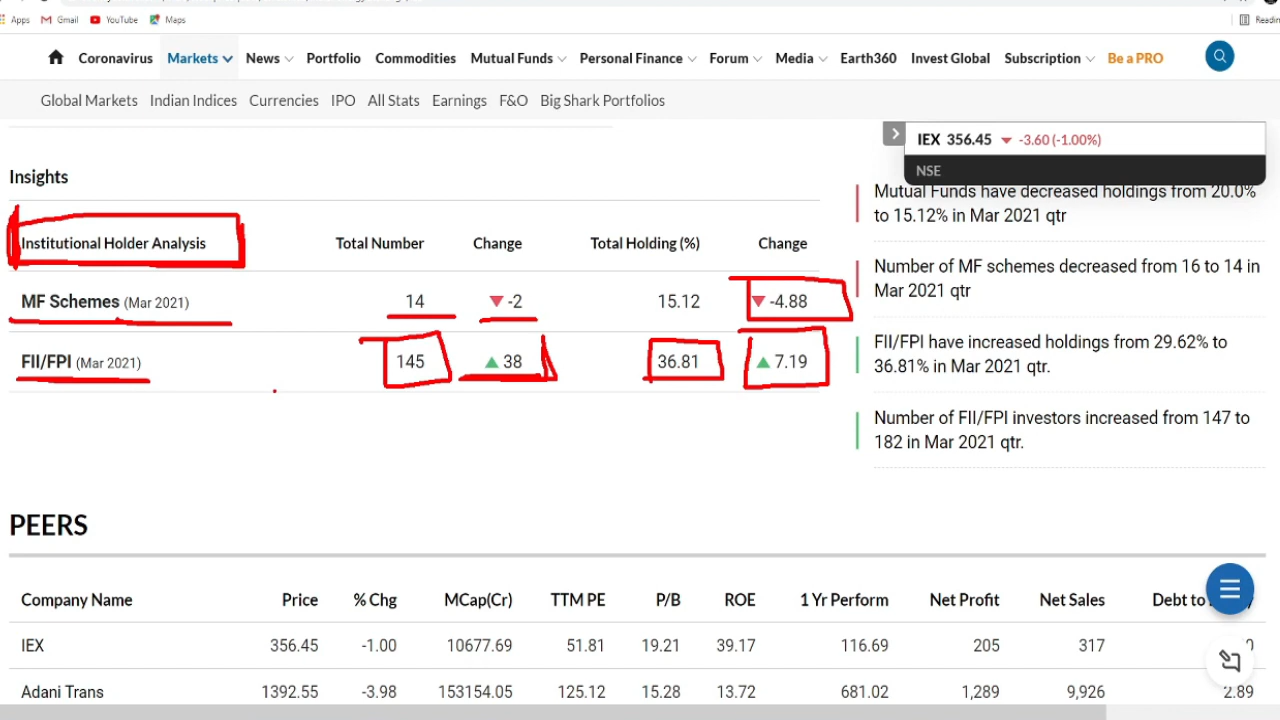 Apps Gmail YouTube Maps
Coronavirus Markets News Portfolio Commodities Mutual Funds Personal Finance Forum Media Earth360 Invest Global Subscription Be a PRO
Global Markets Indian Indices Currencies IPO All Stats Earnings F&O Big Shark Portfolios
IEX 356.45 -3.60 (-1.00%)
NSE
Insights
Institutional Holder Analysis Total Number Change Total Holding (%) Change
MF Schemes (Mar 2021) 14 -2 15.12 -4.88
FII/FPI (Mar 2021) 145 38 36.81 7.19
Mutual Funds have decreased holdings from 20.0%
to 15.12% in Mar 2021 qtr
Number of MF schemes decreased from 16 to 14 in
Mar 2021 qtr
FII/FPI have increased holdings from 29.62% to
36.81% in Mar 2021 qtr.
Number of FII/FPI investors increased from 147 to
182 in Mar 2021 qtr.
PEERS
Company Name Price % Chg MCap(Cr) TTM PE P/B ROE 1 Yr Perform Net Profit Net Sales Debt to
IEX 356.45 -1.00 10677.69 51.81 19.21 39.17 116.69 205 317
Adani Trans 1392.55 -3.98 153154.05 125.12 15.28 13.72 681.02 1,289 9,926 2.89